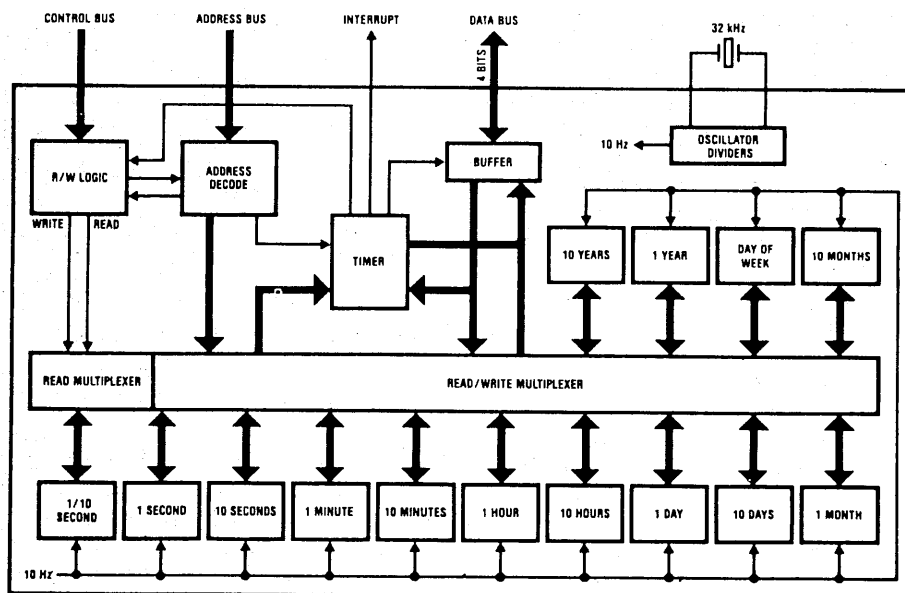 CONTROL BUS
ADDRESS BUS
INTERRUPT
DATA BUS
32 kHz
4 BITS
10 Hz
OSCILLATOR
DIVIDERS
R/W LOGIC
ADDRESS
DECODE
BUFFER
WRITE
READ
TIMER
10 YEARS
1 YEAR
DAY OF
WEEK
10 MONTHS
READ MULTIPLEXER
READ/WRITE MULTIPLEXER
1/10
SECOND
1 SECOND
10 SECONDS
1 MINUTE
10 MINUTES
1 HOUR
10 HOURS
1 DAY
10 DAYS
1 MONTH
10 Hz